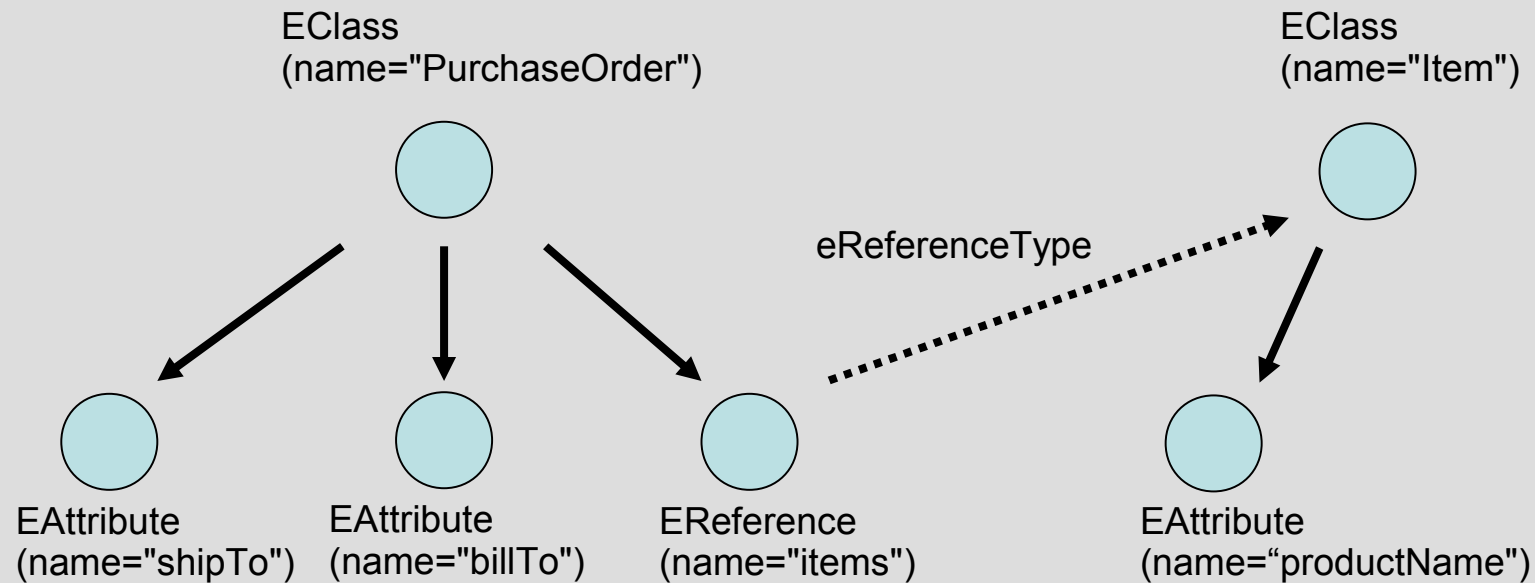 EClass
(name="PurchaseOrder")
EClass
(name="Item")
eReferenceType
EAttribute
(name="shipTo")
EAttribute
(name="billTo")
EReference
(name="items")
EAttribute
(name=“productName")